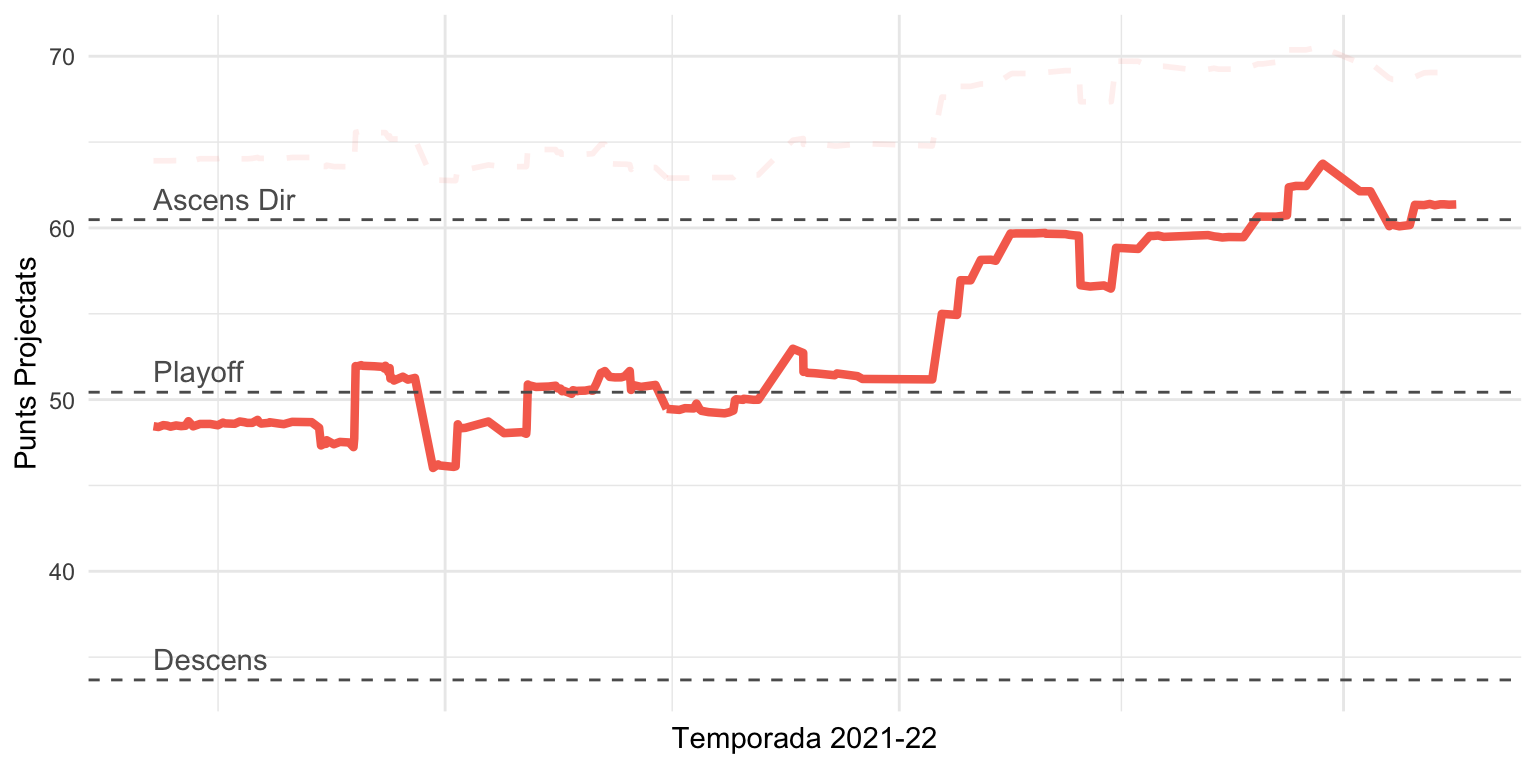 70
Ascens Dir
60
Playoff
50
40
Descens
Punts Projectats
Temporada 2021-22